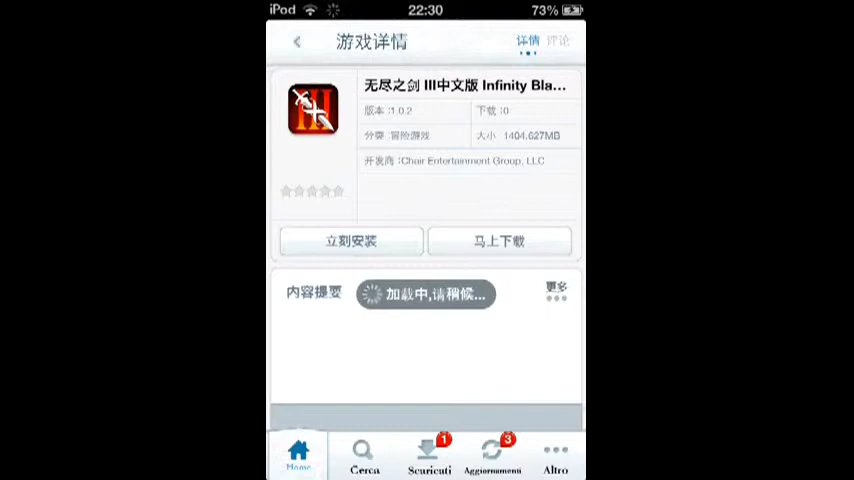 iPod 22:30 73%
游戏详情 详情 评论
无尽之剑 III中文版 Infinity Bla...
版本 :1.0.2 下载 :0
分类 :冒险游戏 大小 :1404.627MB
开发商 :Chair Entertainment Group, LLC
立刻安装 马上下载
内容提要 加载中,请稍候... 更多
1 3
Home Cerca Scaricati Aggiornamenti Altro